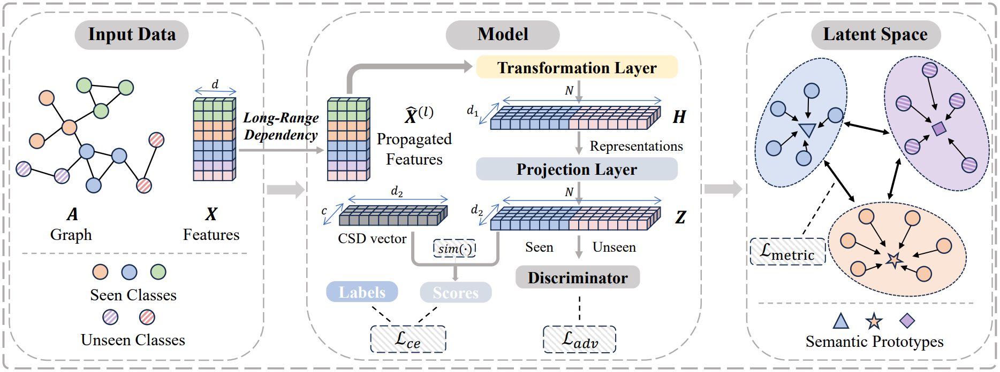 Input Data
d
Long-Range
Dependency
A
Graph
X
Features
Seen Classes
Unseen Classes
Model
Transformation Layer
N
d₁
H
X̂⁽ˡ⁾
Propagated
Features
Representations
Projection Layer
N
d₂
Z
d₂
c
CSD vector
sim(·)
Seen
Unseen
Discriminator
Labels
Scores
ℒce
ℒadv
Latent Space
ℒmetric
Semantic Prototypes